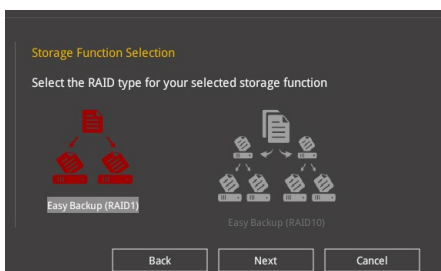 Storage Function Selection
Select the RAID type for your selected storage function
Easy Backup (RAID1)
Easy Backup (RAID10)
Back
Next
Cancel